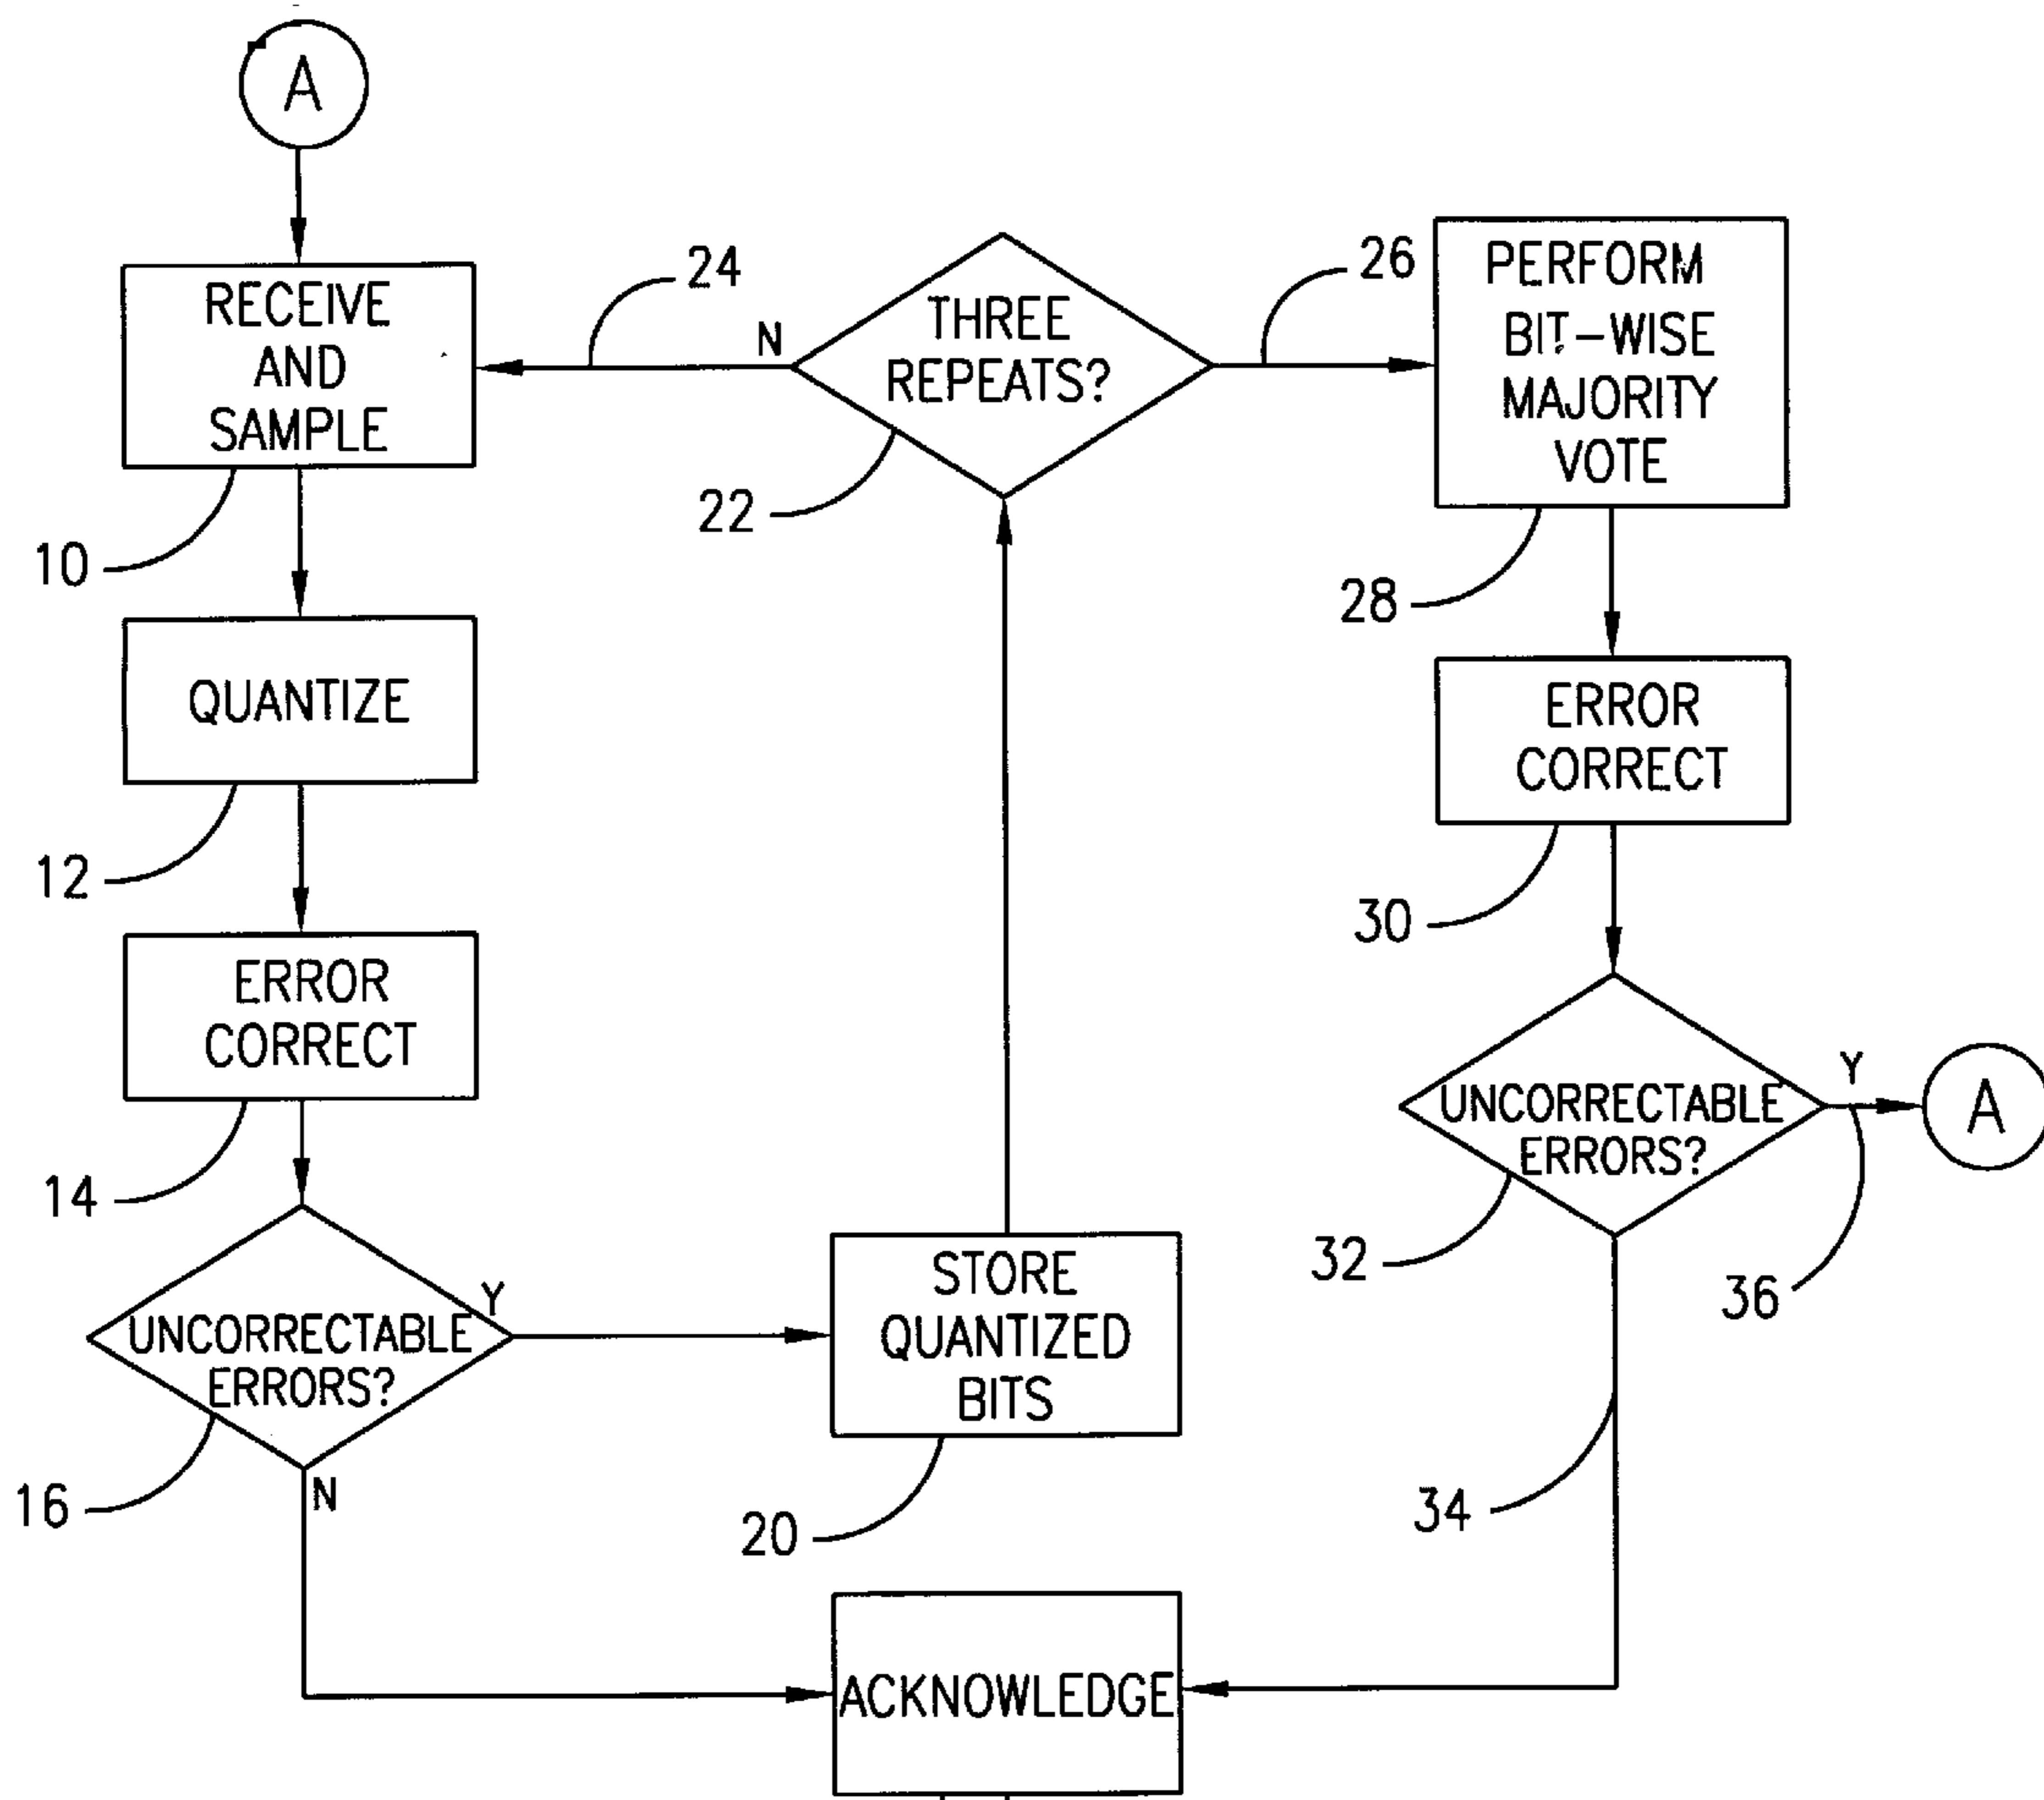 A
RECEIVE
AND
SAMPLE
10
QUANTIZE
12
ERROR
CORRECT
14
UNCORRECTABLE
ERRORS?
16
Y
N
STORE
QUANTIZED
BITS
20
THREE
REPEATS?
22
N
24
26
PERFORM
BIT-WISE
MAJORITY
VOTE
28
ERROR
CORRECT
30
UNCORRECTABLE
ERRORS?
32
Y
A
36
34
ACKNOWLEDGE